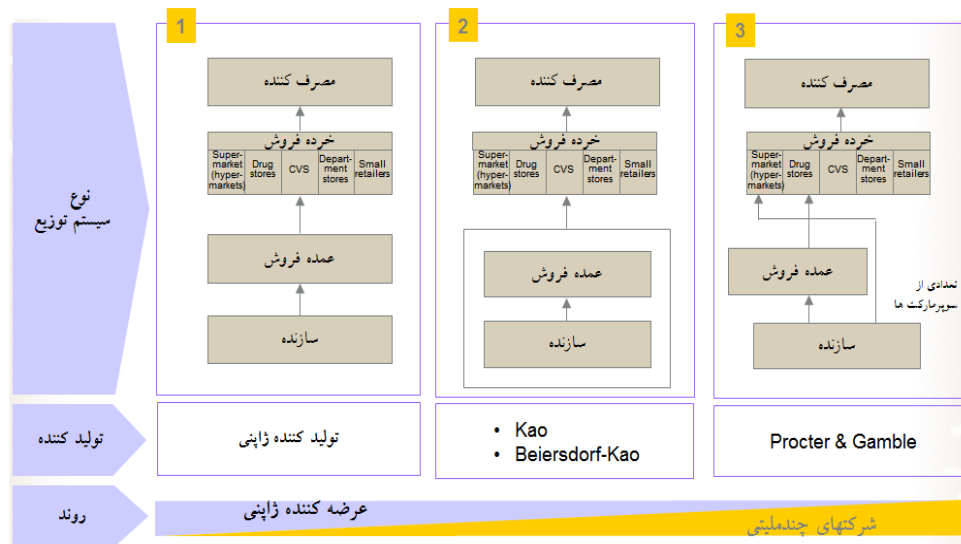 1
2
3
نوع
سیستم توزیع
مصرف کننده
خرده فروش
Super-
market
(hyper-
markets)
Drug
stores
CVS
Depart-
ment
stores
Small
retailers
عمده فروش
سازنده
مصرف کننده
خرده فروش
Super-
market
(hyper-
markets)
Drug
stores
CVS
Depart-
ment
stores
Small
retailers
عمده فروش
سازنده
مصرف کننده
خرده فروش
Super-
market
(hyper-
markets)
Drug
stores
CVS
Depart-
ment
stores
Small
retailers
عمده فروش
سازنده
تعدادی از
سوپرمارکت ها
تولید کننده
تولید کننده ژاپنی
• Kao
• Beiersdorf-Kao
Procter & Gamble
روند
عرضه کننده ژاپنی
شرکتهای چندملیتی